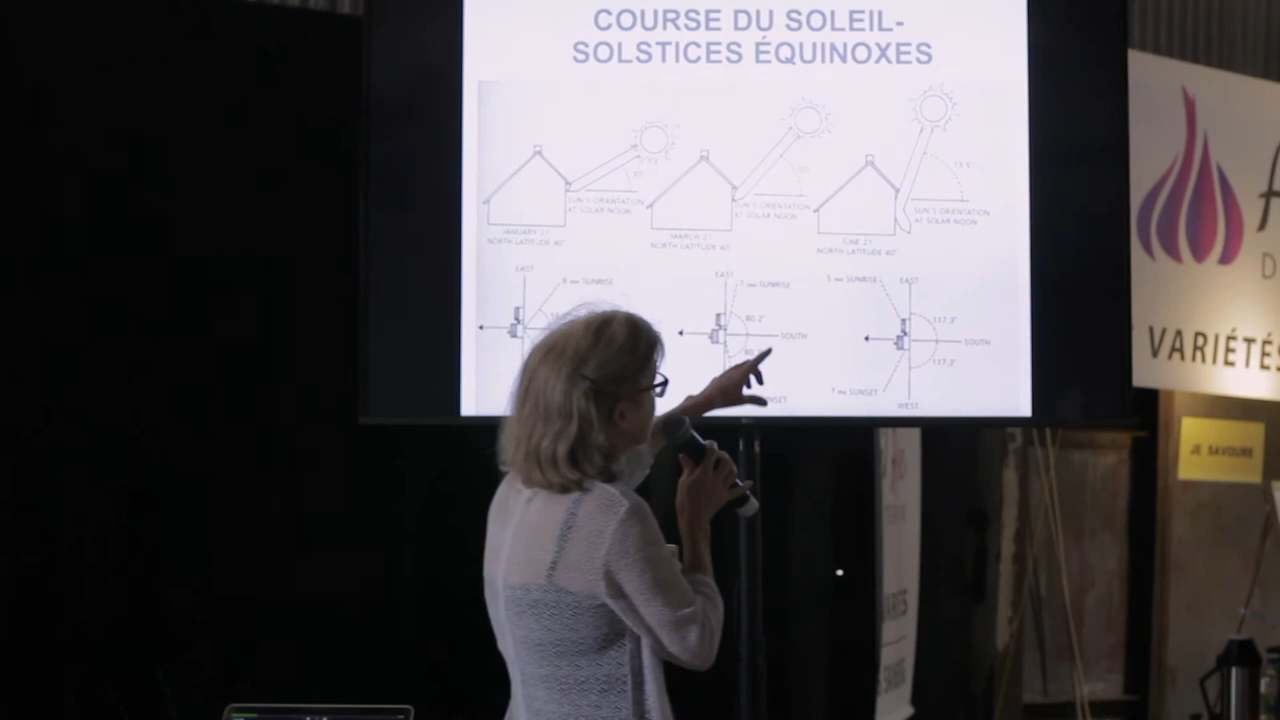 COURSE DU SOLEIL-
SOLSTICES ÉQUINOXES
SUN'S ORIENTATION
AT SOLAR NOON
JANUARY 21
NORTH LATITUDE 40°
SUN'S ORIENTATION
AT SOLAR NOON
MARCH 21
NORTH LATITUDE 40°
SUN'S ORIENTATION
AT SOLAR NOON
JUNE 21
NORTH LATITUDE 40°
EAST
SUNRISE
EAST
SUNRISE
80.2°
SOUTH
SUNRISE
EAST
117.3°
SOUTH
117.3°
SUNSET
WEST
VARIÉTÉS
JE SAVOURE